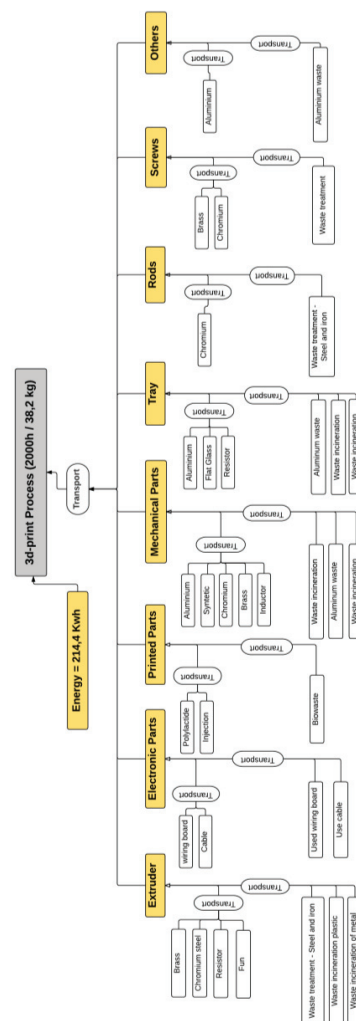 3d-print Process (2000h / 38,2 kg)
Energy = 214,4 Kwh
Transport
Extruder
Electronic Parts
Printed Parts
Mechanical Parts
Tray
Rods
Screws
Others
Transport
Brass
Chromium steel
Resistor
Fun
Transport
Waste treatment - Steel and iron
Waste incineration plastic
Waste incineration of metal
Transport
wiring board
Cable
Transport
Used wiring board
Use cable
Transport
Polylactide
Injection
Transport
Biowaste
Transport
Aluminium
Syntetic
Chromium
Brass
Inductor
Transport
Waste incineration
Aluminum waste
Waste incineration
Transport
Aluminium
Flat Glass
Resistor
Transport
Aluminum waste
Waste incineration
Waste incineration
Transport
Chromium
Transport
Waste treatment -
Steel and iron
Transport
Brass
Chromium
Transport
Waste treatment
Transport
Aluminium
Transport
Aluminium waste